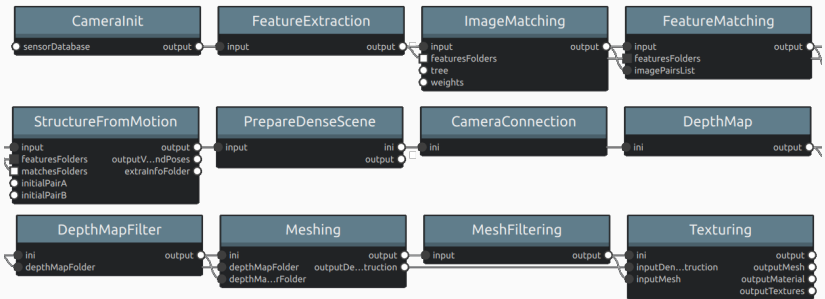 CameraInit FeatureExtraction ImageMatching FeatureMatching
sensorDatabase output input output input output input output
featuresFolders featuresFolders
tree imagePairsList
weights
StructureFromMotion PrepareDenseScene CameraConnection DepthMap
input output input ini ini ini output
featuresFolders outputV...ndPoses output
matchesFolders extraInfoFolder
initialPairA
initialPairB
DepthMapFilter Meshing MeshFiltering Texturing
ini output ini output input output ini output
depthMapFolder depthMapFolder outputDe...truction inputDen...truction outputMesh
depthMa...rFolder inputMesh outputMaterial
outputTextures